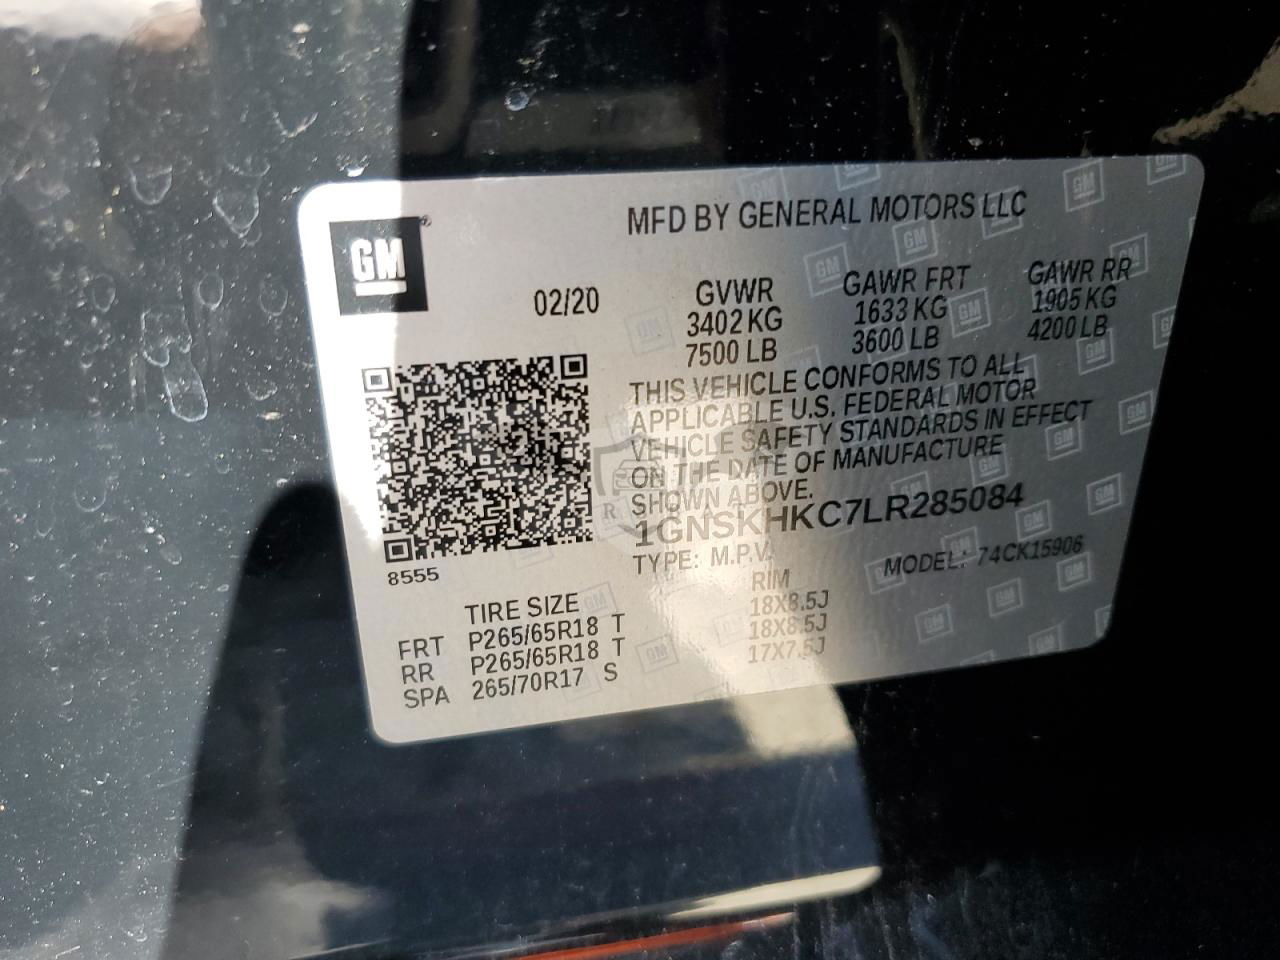 MFD BY GENERAL MOTORS LLC
GM®
02/20
GVWR GAWR FRT GAWR RR
3402 KG 1633 KG 1905 KG
7500 LB 3600 LB 4200 LB
THIS VEHICLE CONFORMS TO ALL
APPLICABLE U.S. FEDERAL MOTOR
VEHICLE SAFETY STANDARDS IN EFFECT
ON THE DATE OF MANUFACTURE
SHOWN ABOVE.
1GNSKHKC7LR285084
TYPE: M.P.V. MODEL: 74CK15906
8555
TIRE SIZE RIM
FRT P265/65R18 T 18X8.5J
RR P265/65R18 T 18X8.5J
SPA 265/70R17 S 17X7.5J